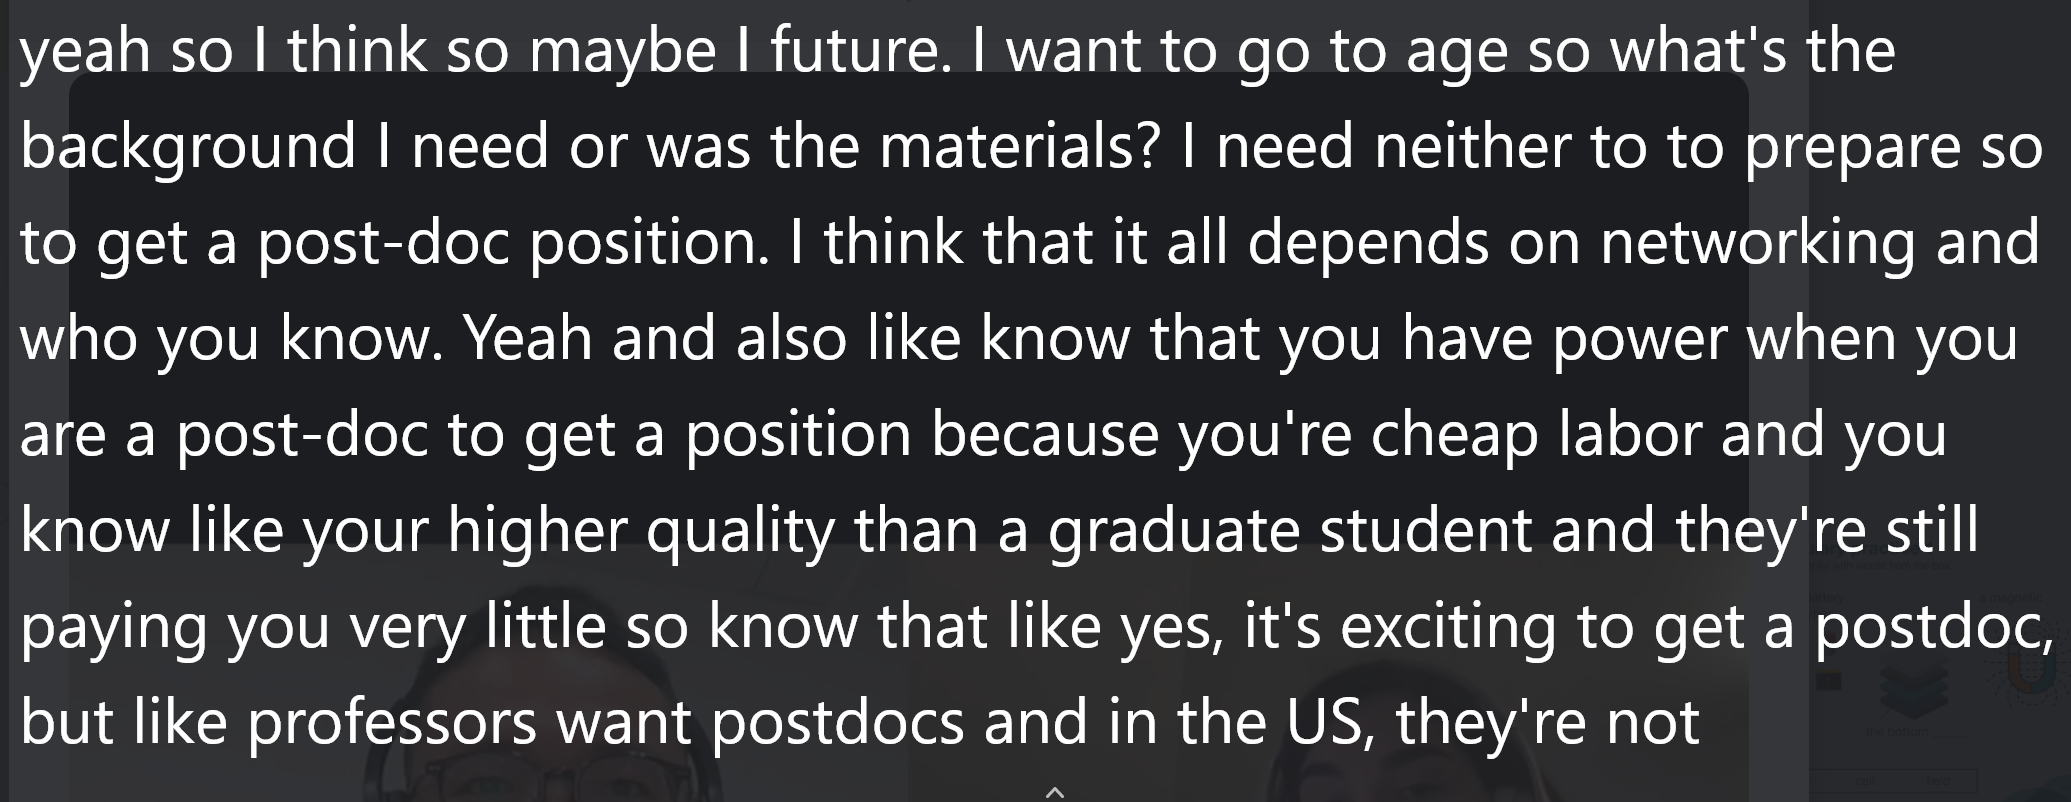 yeah so I think so maybe I future. I want to go to age so what's the
background I need or was the materials? I need neither to to prepare so
to get a post-doc position. I think that it all depends on networking and
who you know. Yeah and also like know that you have power when you
are a post-doc to get a position because you're cheap labor and you
know like your higher quality than a graduate student and they're still
paying you very little so know that like yes, it's exciting to get a postdoc,
but like professors want postdocs and in the US, they're not
a magnetic
the bottom
cell
field